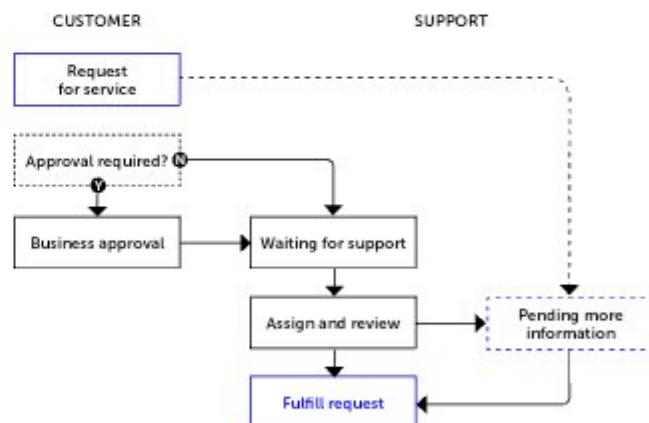 CUSTOMER
SUPPORT
Request
for service
Approval required?
N
Y
Business approval
Waiting for support
Assign and review
Pending more
information
Fulfill request